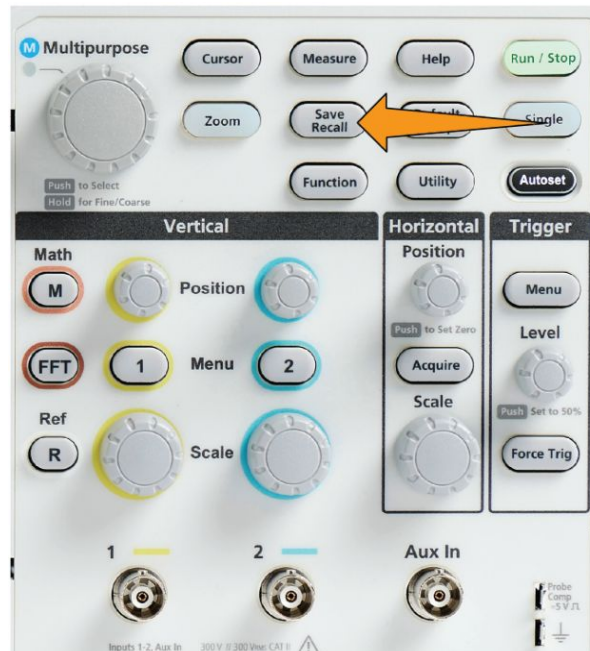 M Multipurpose
Cursor
Measure
Help
Run / Stop
Zoom
Save
Recall
Single
Push to Select
Hold for Fine/Coarse
Function
Utility
Autoset
Vertical
Horizontal
Trigger
Math
M
Position
Position
Menu
Push to Set Zero
Level
FFT
1
Menu
2
Acquire
Push Set to 50%
Ref
R
Scale
Scale
Force Trig
1
2
Aux In
Probe
Comp
~5 V
Inputs 1-2, Aux In 300 V CAT II